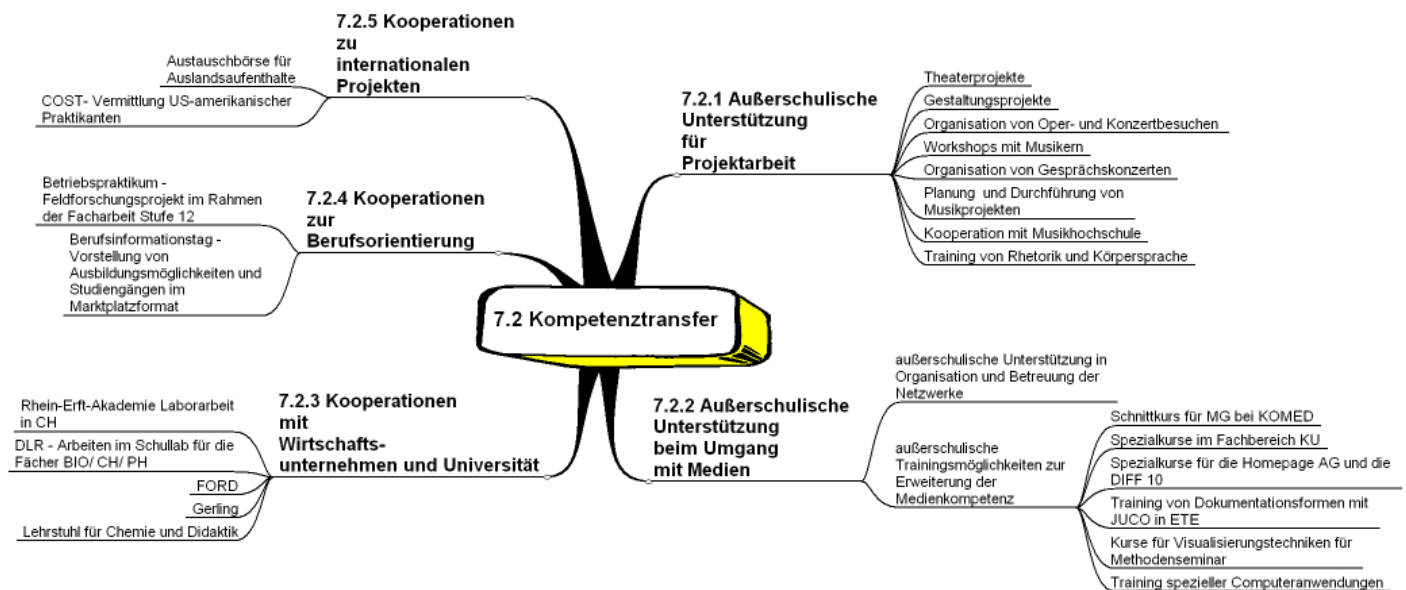 7.2 Kompetenztransfer
7.2.1 Außerschulische
Unterstützung
für
Projektarbeit
Theaterprojekte
Gestaltungsprojekte
Organisation von Oper- und Konzertbesuchen
Workshops mit Musikern
Organisation von Gesprächskonzerten
Planung und Durchführung von
Musikprojekten
Kooperation mit Musikhochschule
Training von Rhetorik und Körpersprache
7.2.2 Außerschulische
Unterstützung
beim Umgang
mit Medien
außerschulische Unterstützung in
Organisation und Betreuung der
Netzwerke
außerschulische
Trainingsmöglichkeiten zur
Erweiterung der
Medienkompetenz
Schnittkurs für MG bei KOMED
Spezialkurse im Fachbereich KU
Spezialkurse für die Homepage AG und die
DIFF 10
Training von Dokumentationsformen mit
JUCO in ETE
Kurse für Visualisierungstechniken für
Methodenseminar
Training spezieller Computeranwendungen
7.2.3 Kooperationen
mit
Wirtschafts-
unternehmen und Universität
Rhein-Erft-Akademie Laborarbeit
in CH
DLR - Arbeiten im Schullab für die
Fächer BIO/ CH/ PH
FORD
Gerling
Lehrstuhl für Chemie und Didaktik
7.2.4 Kooperationen
zur
Berufsorientierung
Betriebspraktikum -
Feldforschungsprojekt im Rahmen
der Facharbeit Stufe 12
Berufsinformationstag -
Vorstellung von
Ausbildungsmöglichkeiten und
Studiengängen im
Marktplatzformat
7.2.5 Kooperationen
zu
internationalen
Projekten
Austauschbörse für
Auslandsaufenthalte
COST- Vermittlung US-amerikanischer
Praktikanten